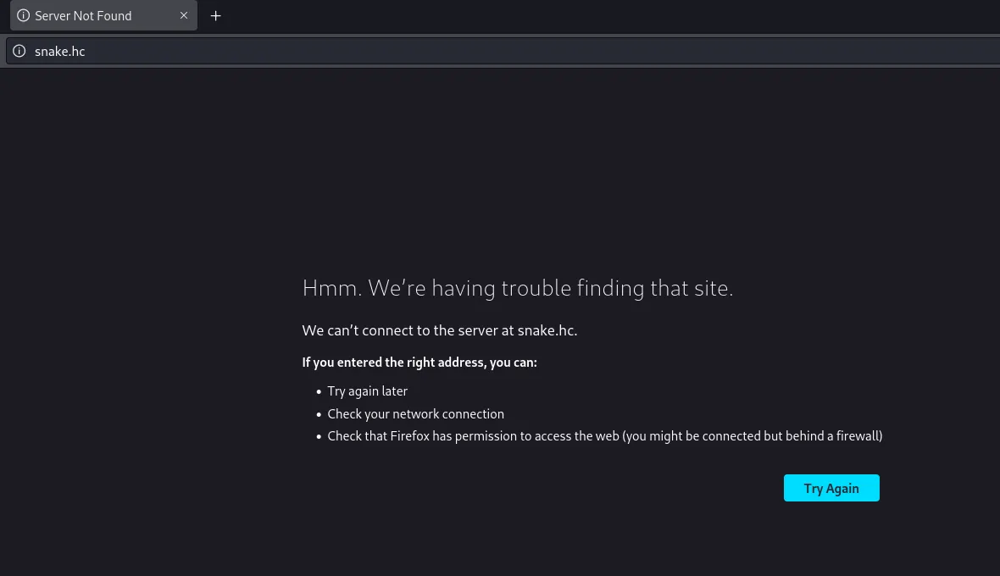 Server Not Found
snake.hc
Hmm. We’re having trouble finding that site.
We can’t connect to the server at snake.hc.
If you entered the right address, you can:
• Try again later
• Check your network connection
• Check that Firefox has permission to access the web (you might be connected but behind a firewall)
Try Again